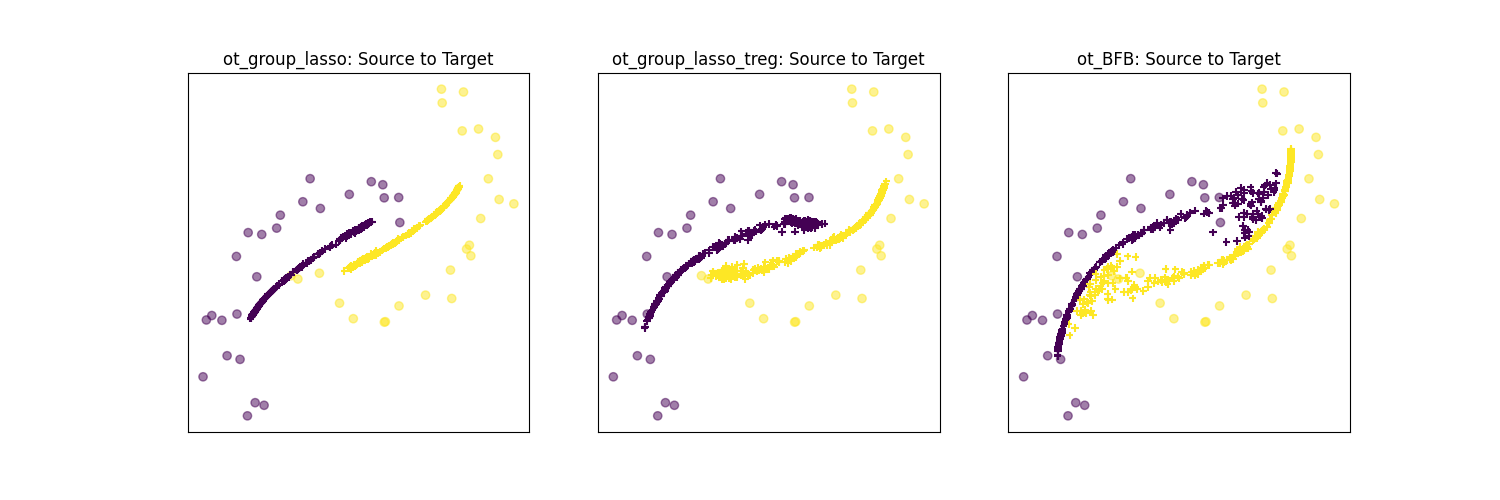 ot_group_lasso: Source to Target
ot_group_lasso_treg: Source to Target
ot_BFB: Source to Target